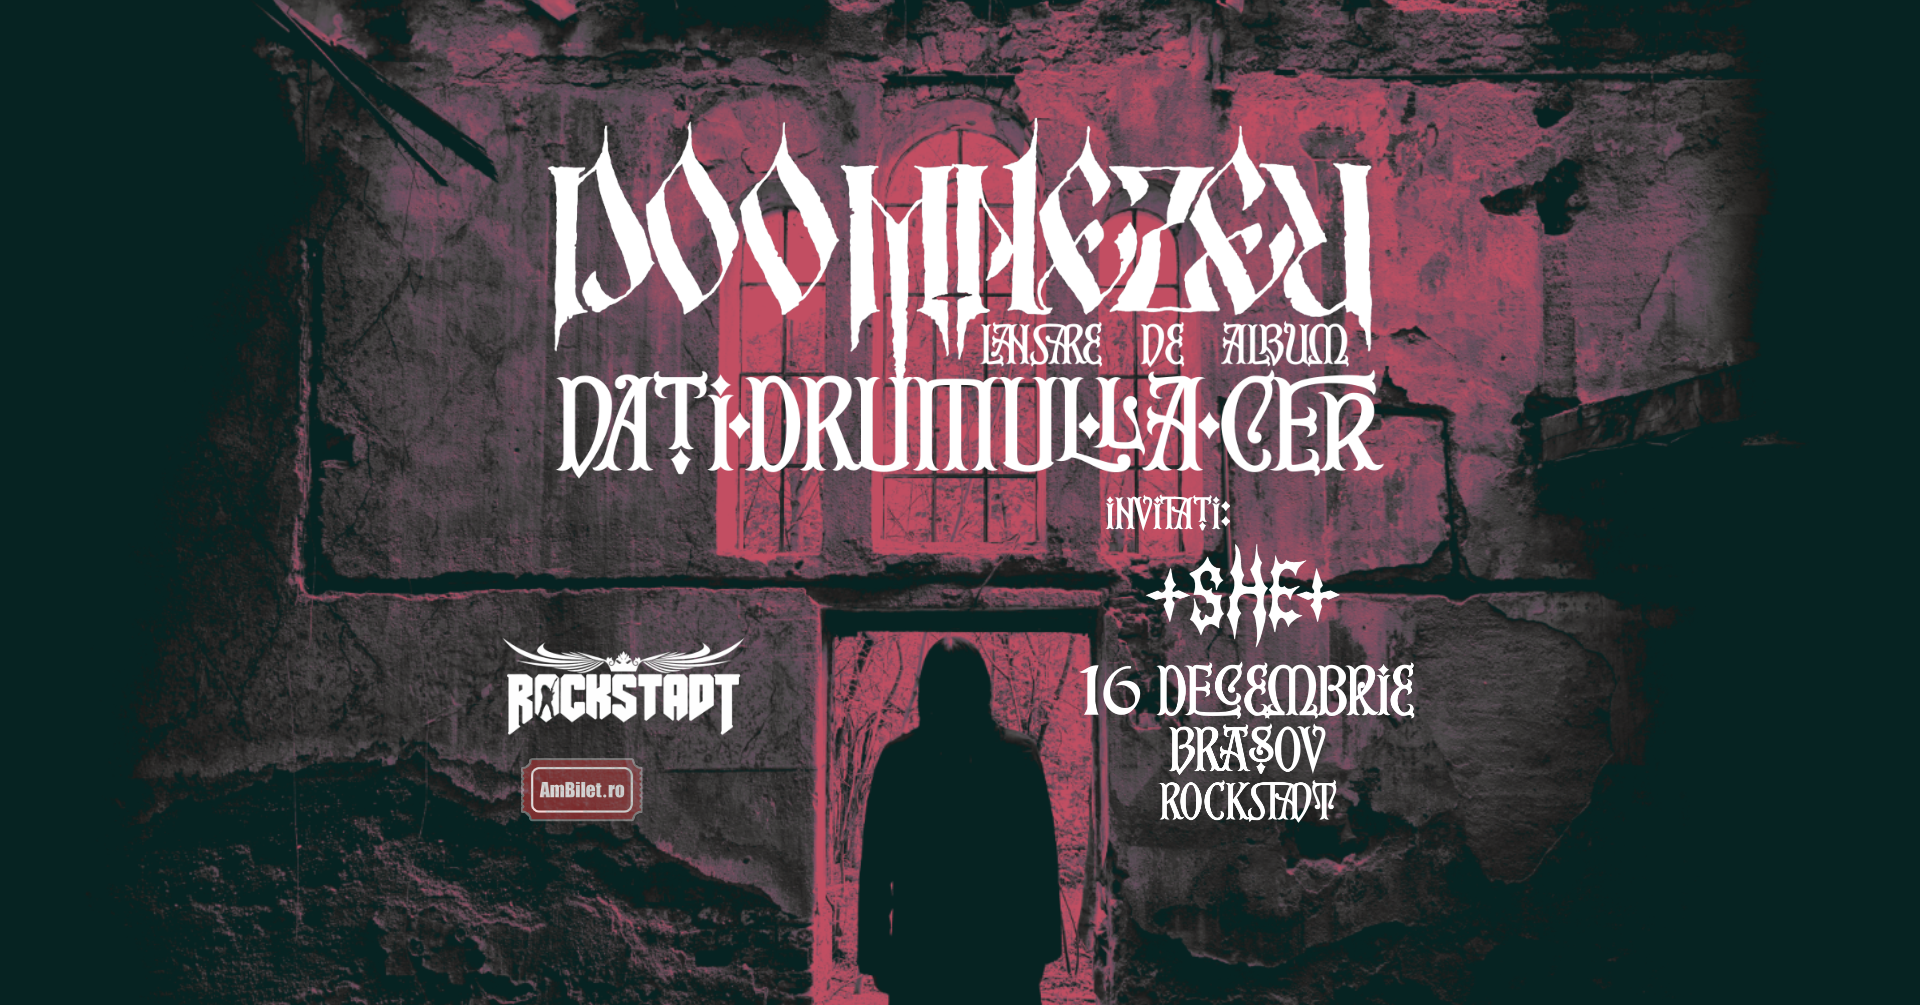 DOOMNEZEU
LANSARE DE ALBUM
DAȚI·DRUMUL·LA·CER
INVITAȚI:
SHE
16 DECEMBRIE
BRAȘOV
ROCKSTADT
ROCKSTADT
AmBilet.ro